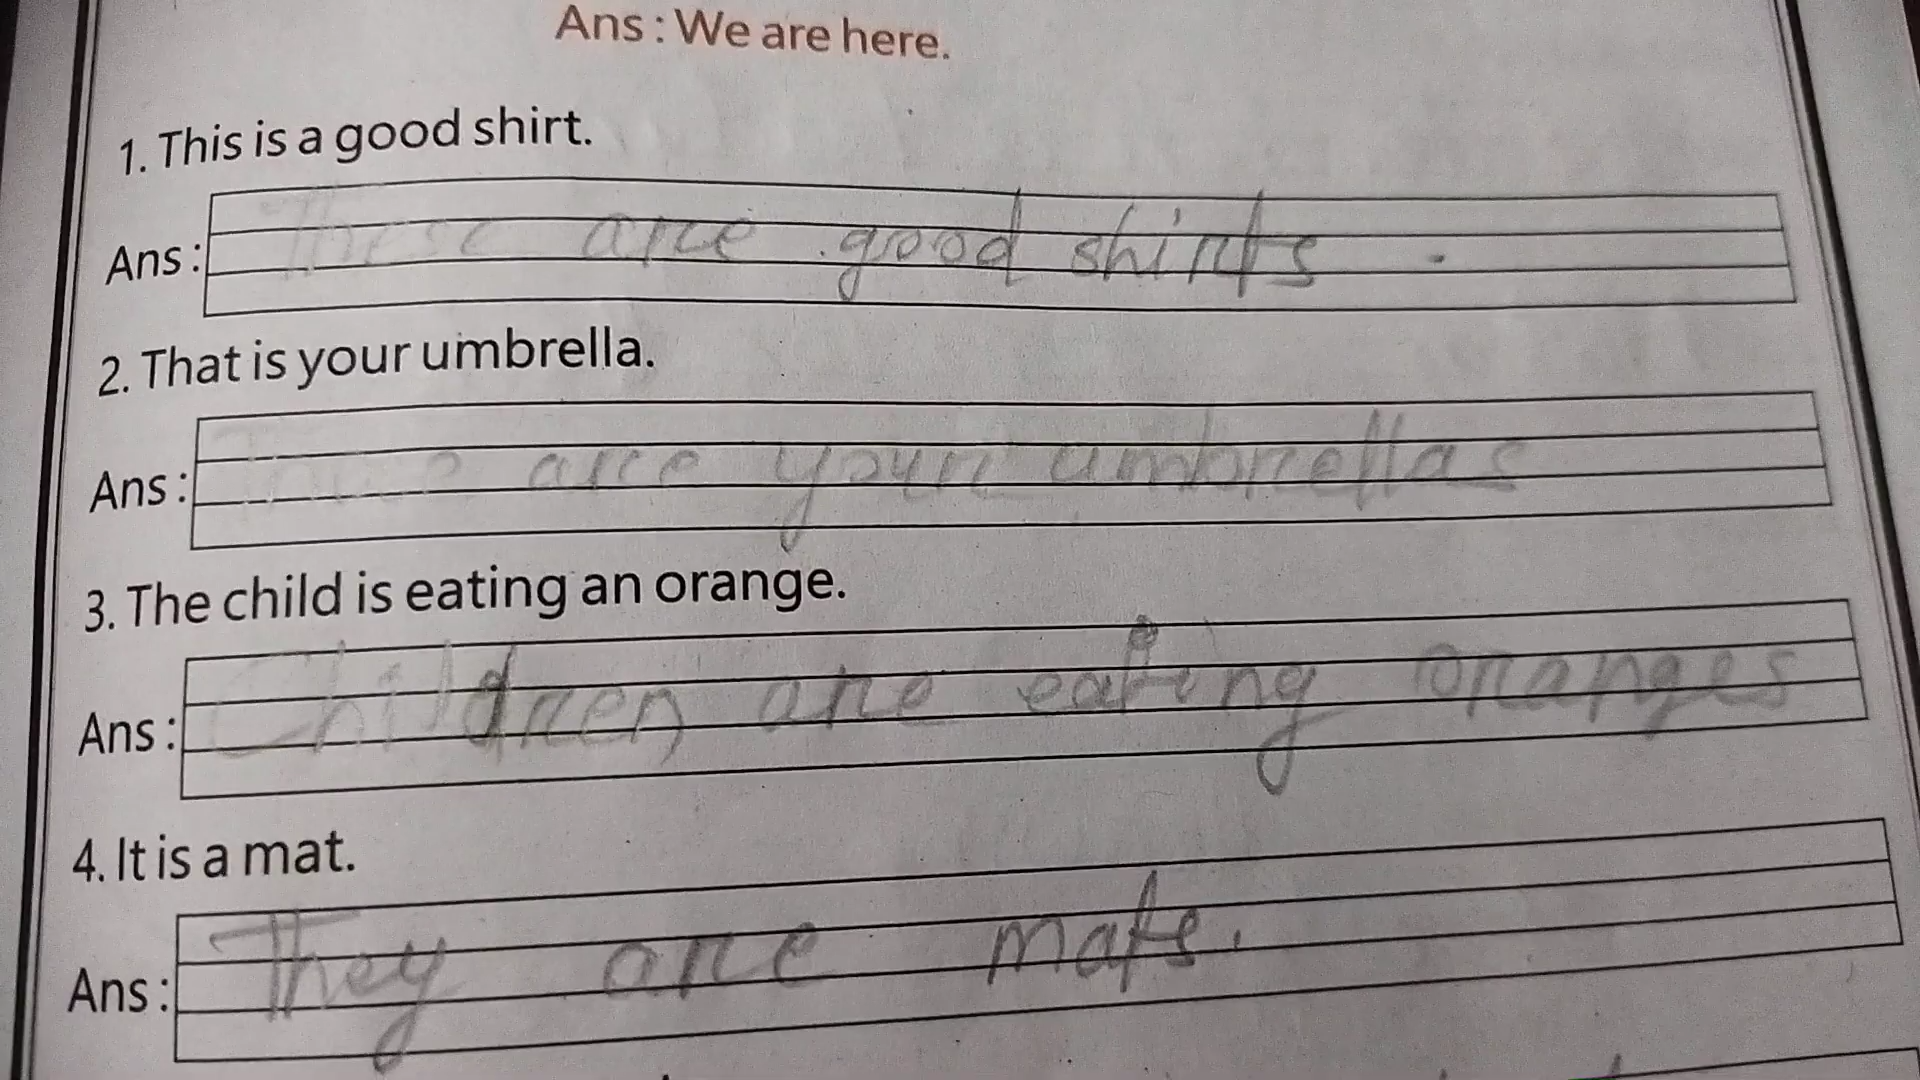 Ans : We are here.
1. This is a good shirt.
Ans : These are good shirts .
2. That is your umbrella.
Ans : are your umbrellas
3. The child is eating an orange.
Ans : Children are eating oranges
4. It is a mat.
Ans : They are mats.